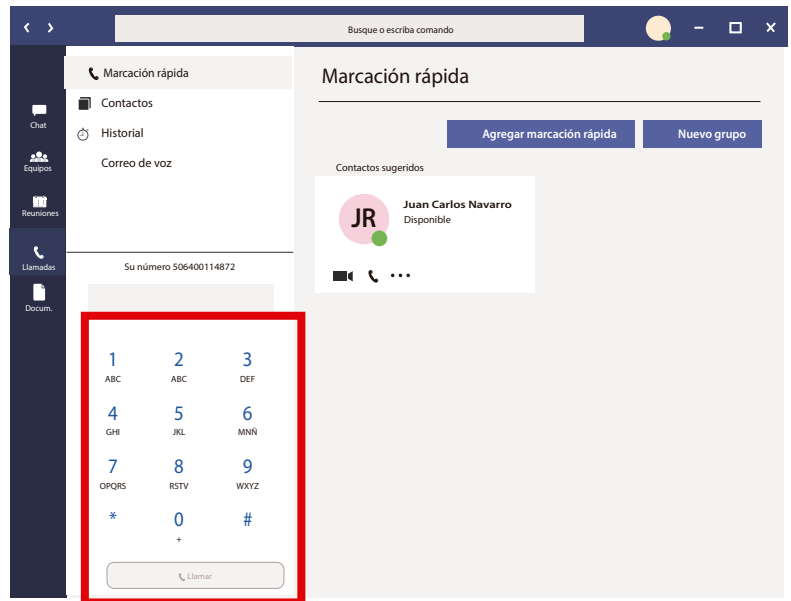 Busque o escriba comando
Chat
Equipos
Reuniones
Llamadas
Docum.
Marcación rápida
Contactos
Historial
Correo de voz
Su número 506400114872
1 2 3
ABC ABC DEF
4 5 6
GHI JKL MNÑ
7 8 9
OPQRS RSTV WXYZ
* 0 #
+
Llamar
Marcación rápida
Agregar marcación rápida Nuevo grupo
Contactos sugeridos
JR
Juan Carlos Navarro
Disponible